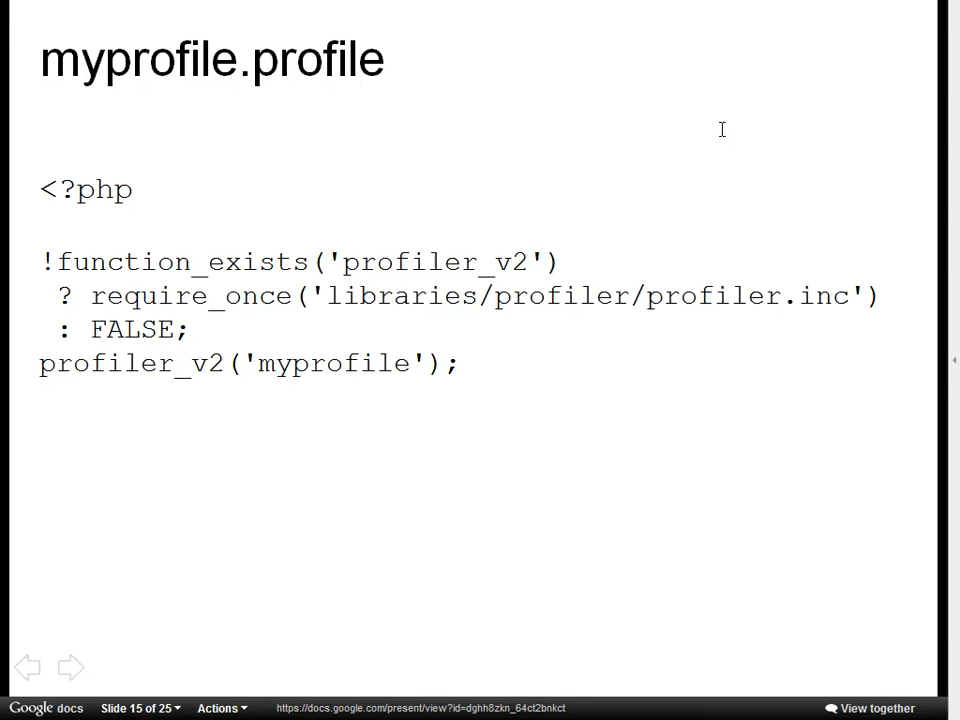 myprofile.profile
<?php
!function_exists('profiler_v2')
? require_once('libraries/profiler/profiler.inc')
: FALSE;
profiler_v2('myprofile');
Google docs Slide 15 of 25 Actions https://docs.google.com/present/view?id=dghh8zkn_64ct2bnkct View together